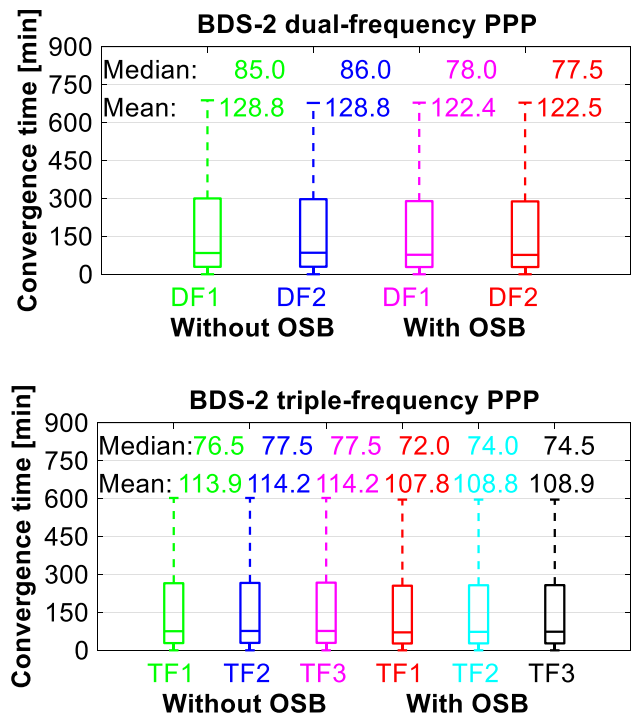 BDS-2 dual-frequency PPP
Convergence time [min]
900
750
600
450
300
150
0
Median: 85.0 86.0 78.0 77.5
Mean: 128.8 128.8 122.4 122.5
DF1 DF2 DF1 DF2
Without OSB With OSB
BDS-2 triple-frequency PPP
Convergence time [min]
900
750
600
450
300
150
0
Median: 76.5 77.5 77.5 72.0 74.0 74.5
Mean: 113.9 114.2 114.2 107.8 108.8 108.9
TF1 TF2 TF3 TF1 TF2 TF3
Without OSB With OSB